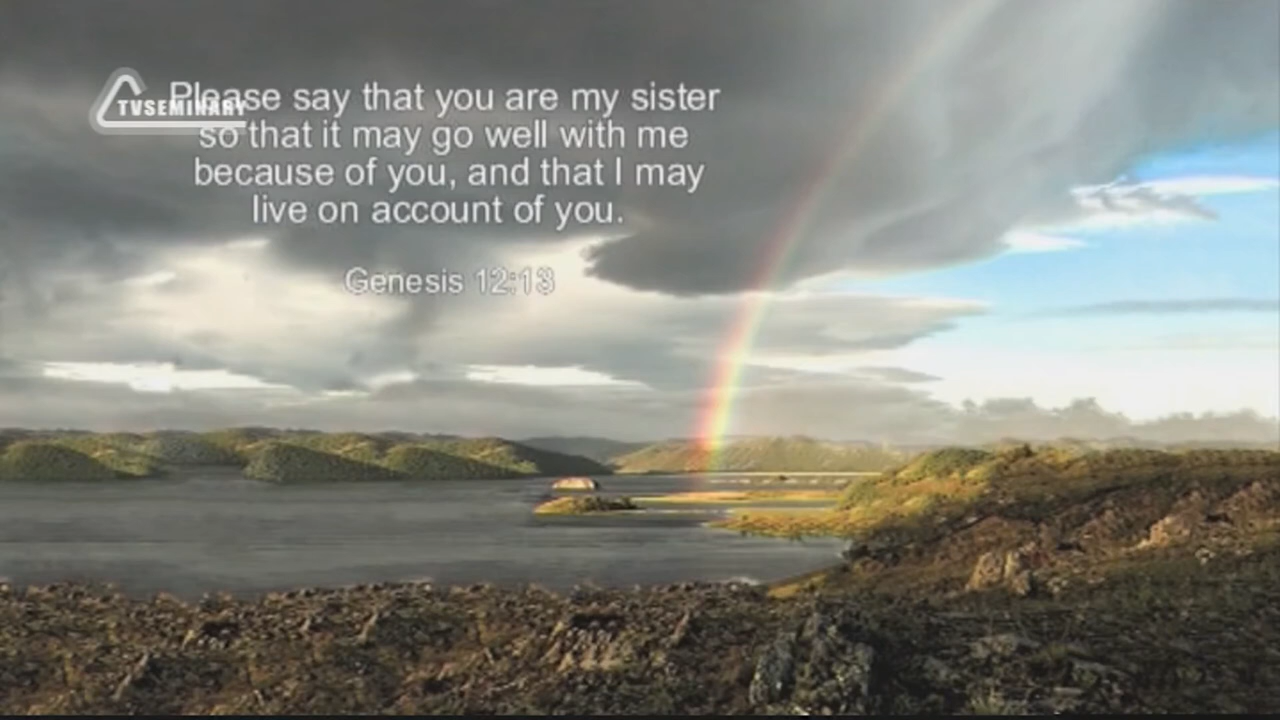 TVSEMINARY
Please say that you are my sister
so that it may go well with me
because of you, and that I may
live on account of you.
Genesis 12:13